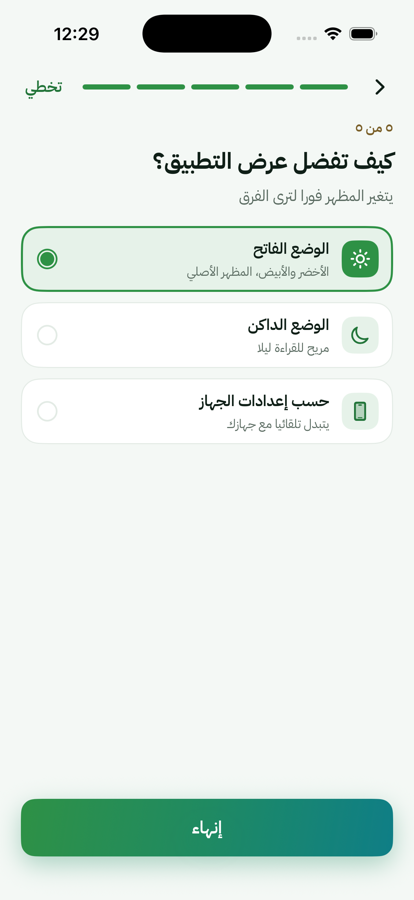 12:29
تخطي
٥ من ٥
كيف تفضل عرض التطبيق؟
يتغير المظهر فورا لترى الفرق
الوضع الفاتح
الأخضر والأبيض، المظهر الأصلي
الوضع الداكن
مريح للقراءة ليلا
حسب إعدادات الجهاز
يتبدل تلقائيا مع جهازك
إنهاء